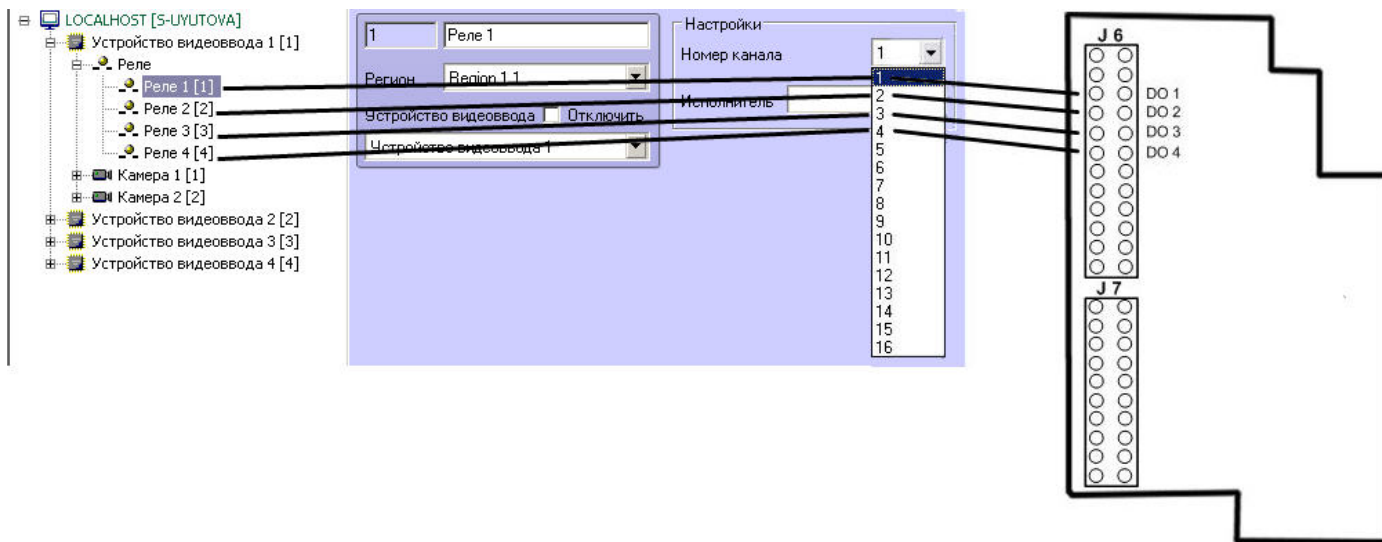 LOCALHOST [S-UYUTOVA]
Устройство видеоввода 1 [1]
Реле
Реле 1 [1]
Реле 2 [2]
Реле 3 [3]
Реле 4 [4]
Камера 1 [1]
Камера 2 [2]
Устройство видеоввода 2 [2]
Устройство видеоввода 3 [3]
Устройство видеоввода 4 [4]
1
Реле 1
Регион
Region 1.1
Устройство видеоввода
Отключить
Устройство видеоввода 1
Настройки
Номер канала
1
Исполнитель
1
2
3
4
5
6
7
8
9
10
11
12
13
14
15
16
J 6
DO 1
DO 2
DO 3
DO 4
J 7